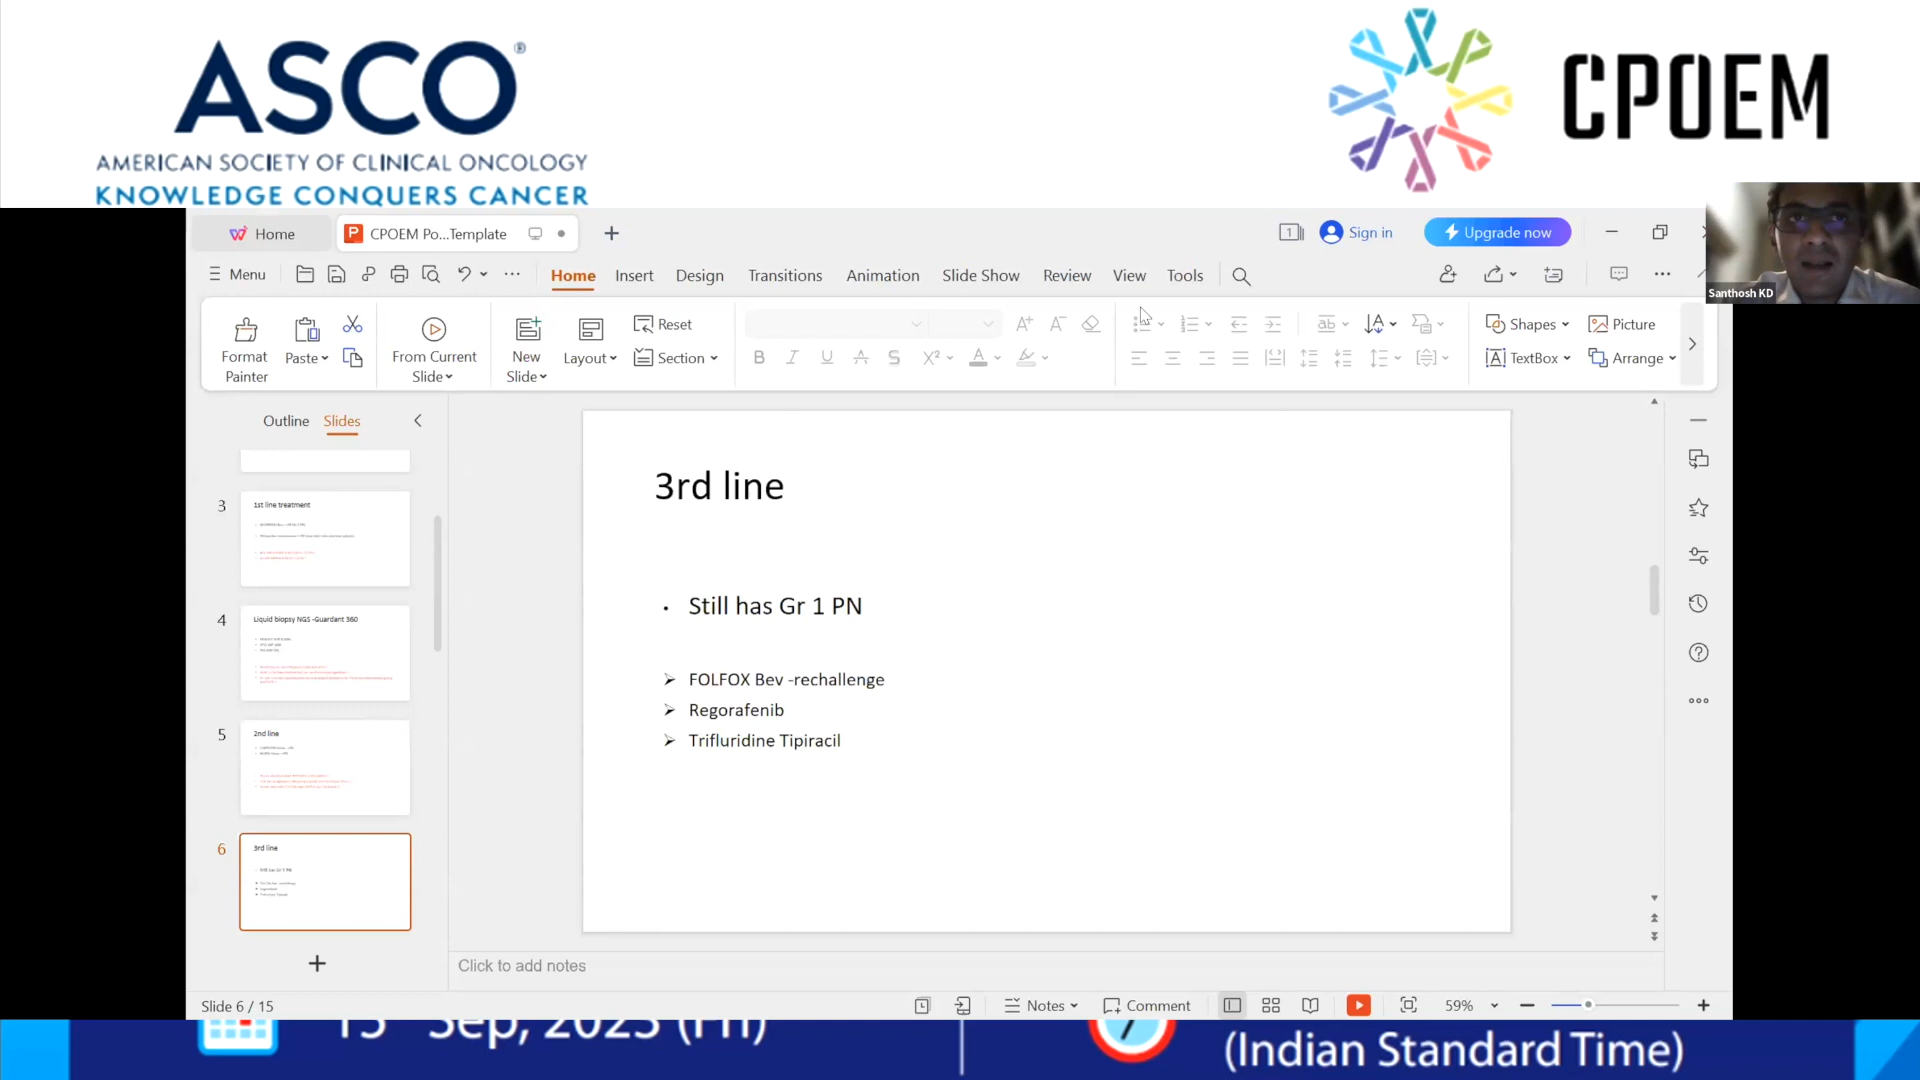 ASCO®
AMERICAN SOCIETY OF CLINICAL ONCOLOGY
KNOWLEDGE CONQUERS CANCER
CPOEM
Santhosh KD
Home
CPOEM Po...Template
Sign in
Upgrade now
Menu
Home Insert Design Transitions Animation Slide Show Review View Tools
Format Painter
Paste
From Current Slide
New Slide
Layout
Reset
Section
Shapes
Picture
TextBox
Arrange
Outline Slides
3
1st line treatment
4
Liquid biopsy NGS -Guardant 360
5
2nd line
6
3rd line
3rd line
• Still has Gr 1 PN
➢ FOLFOX Bev -rechallenge
➢ Regorafenib
➢ Trifluridine Tipiracil
Click to add notes
Slide 6 / 15
Notes
Comment
59%
(Indian Standard Time)